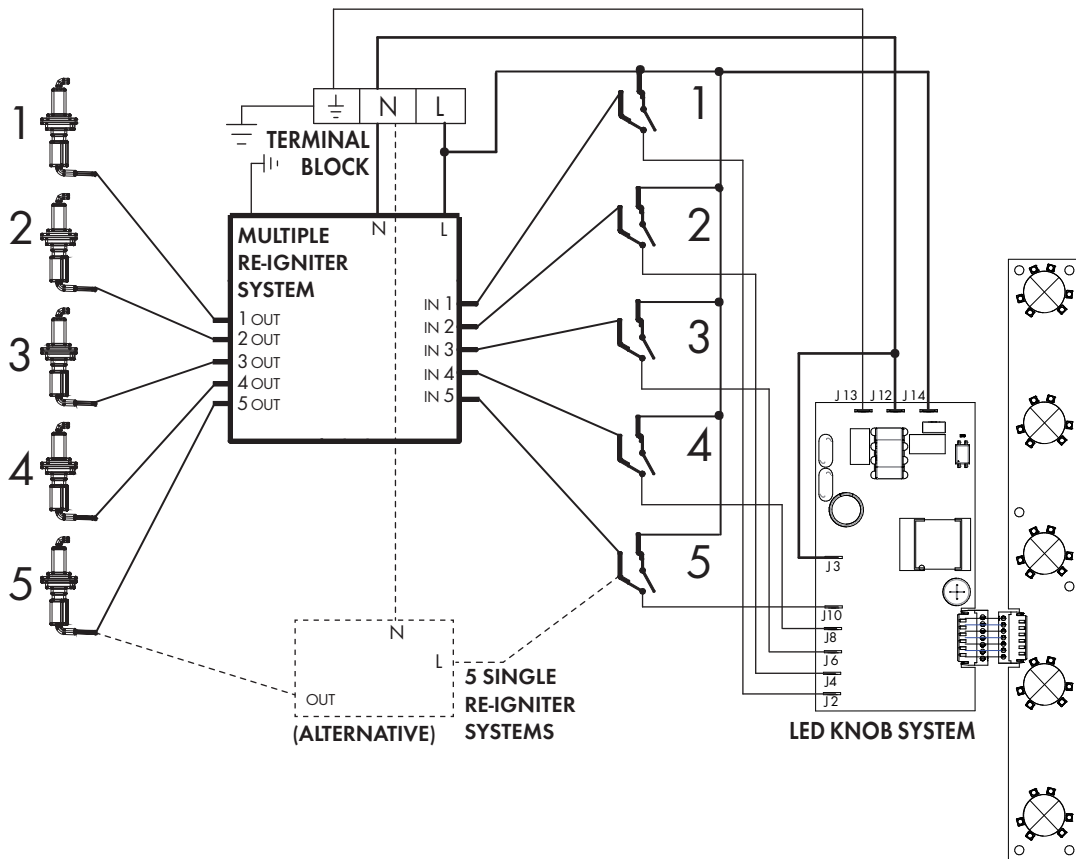 1
2
3
4
5
N L
TERMINAL
BLOCK
N L
MULTIPLE
RE-IGNITER
SYSTEM
1 OUT
2 OUT
3 OUT
4 OUT
5 OUT
IN 1
IN 2
IN 3
IN 4
IN 5
1
2
3
4
5
J13 J12 J14
J3
J10
J8
J6
J4
J2
LED KNOB SYSTEM
N
L
OUT
(ALTERNATIVE)
5 SINGLE
RE-IGNITER
SYSTEMS